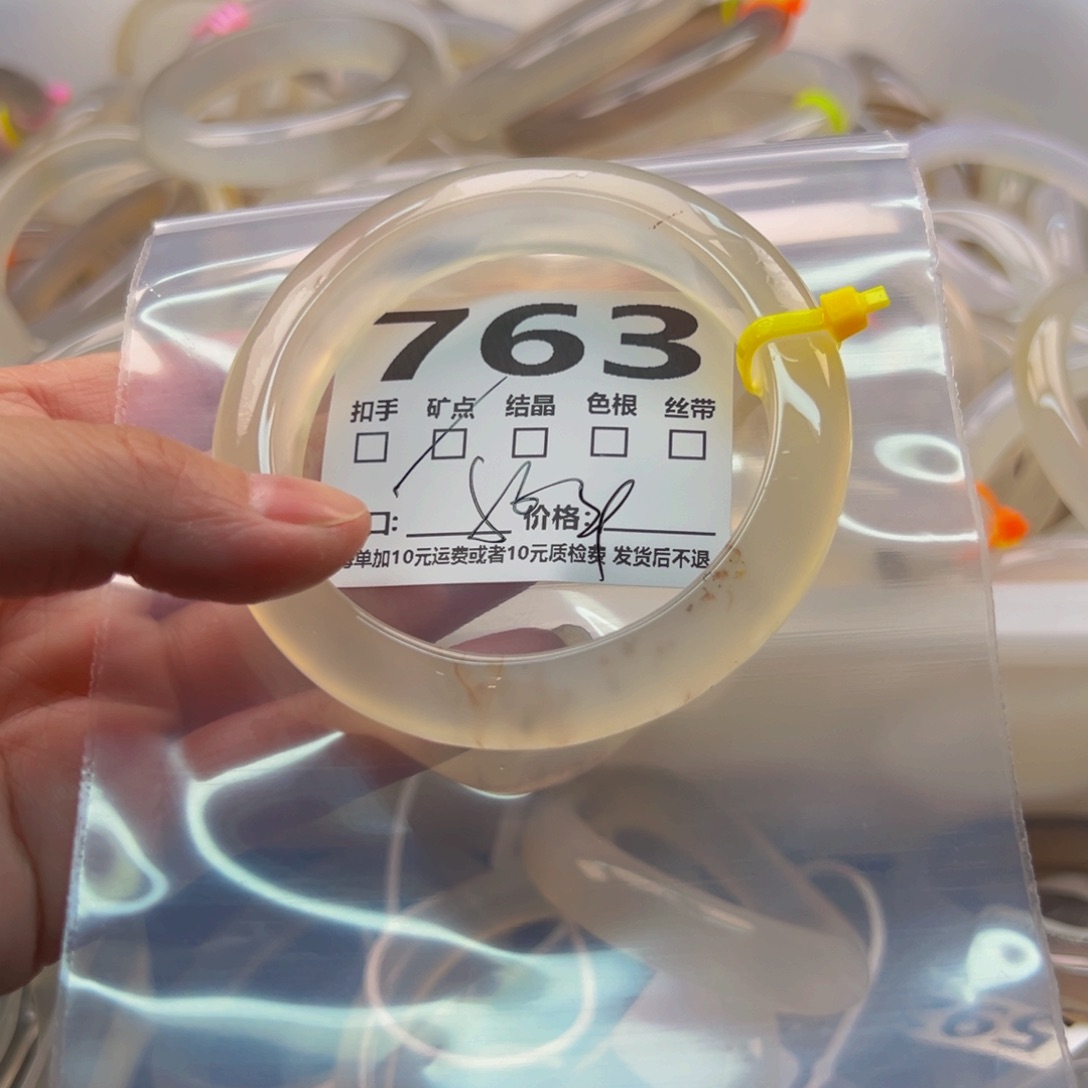 763
扣手 矿点 结晶 色根 丝带
口: 价格:
单加10元运费或者10元质检费 发货后不退
59